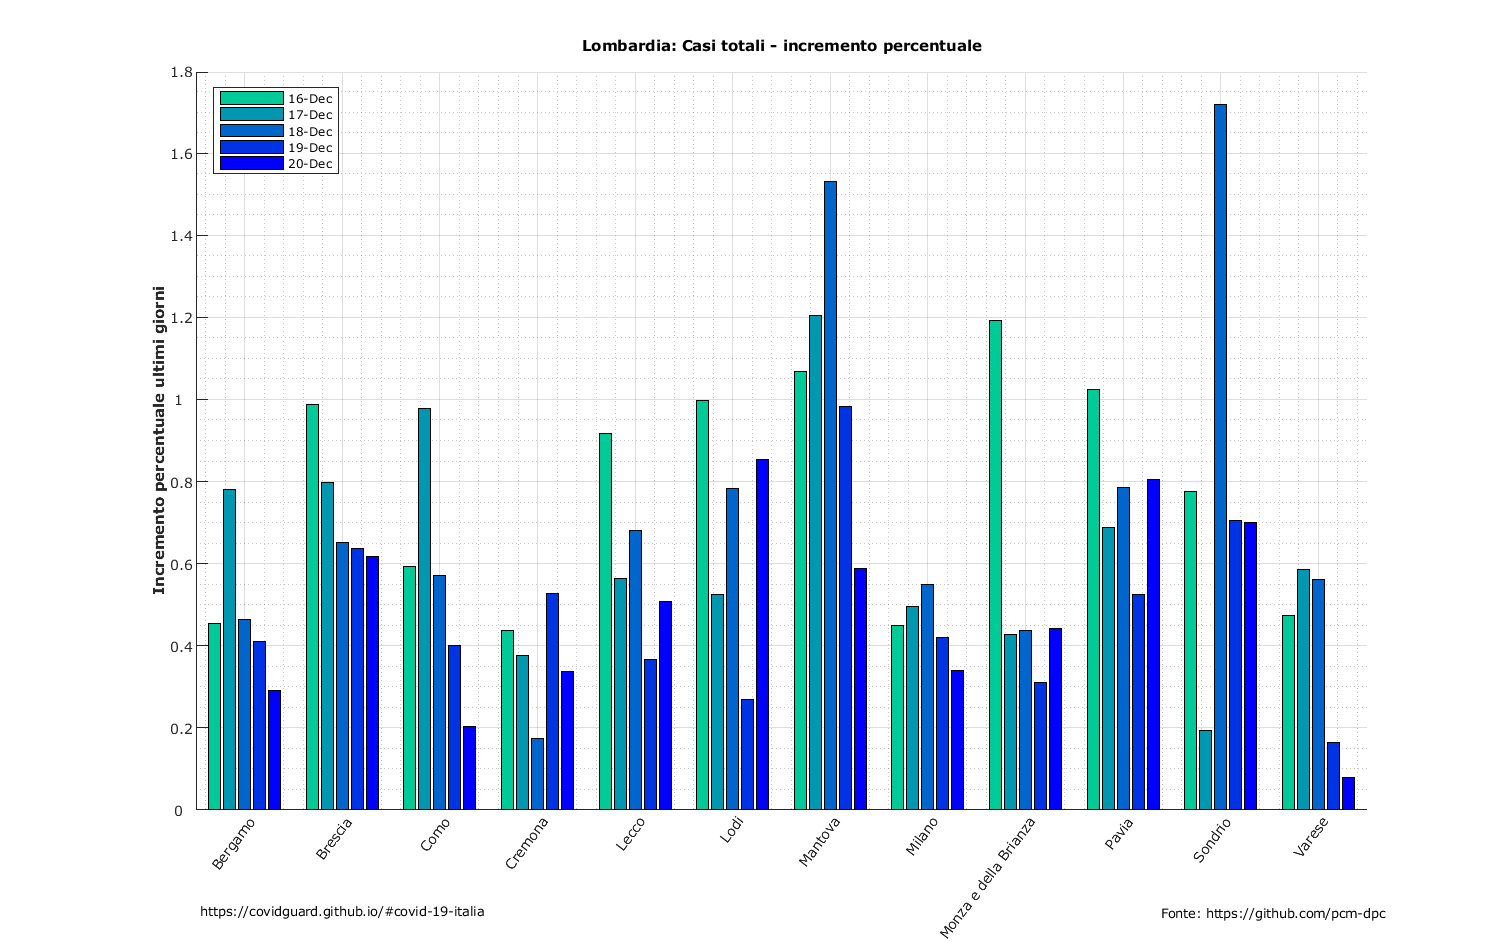 Lombardia: Casi totali - incremento percentuale
1.8
1.6
1.4
1.2
1
0.8
0.6
0.4
0.2
0
Incremento percentuale ultimi giorni
16-Dec
17-Dec
18-Dec
19-Dec
20-Dec
Bergamo
Brescia
Como
Cremona
Lecco
Lodi
Mantova
Milano
Monza e della Brianza
Pavia
Sondrio
Varese
https://covidguard.github.io/#covid-19-italia
Fonte: https://github.com/pcm-dpc